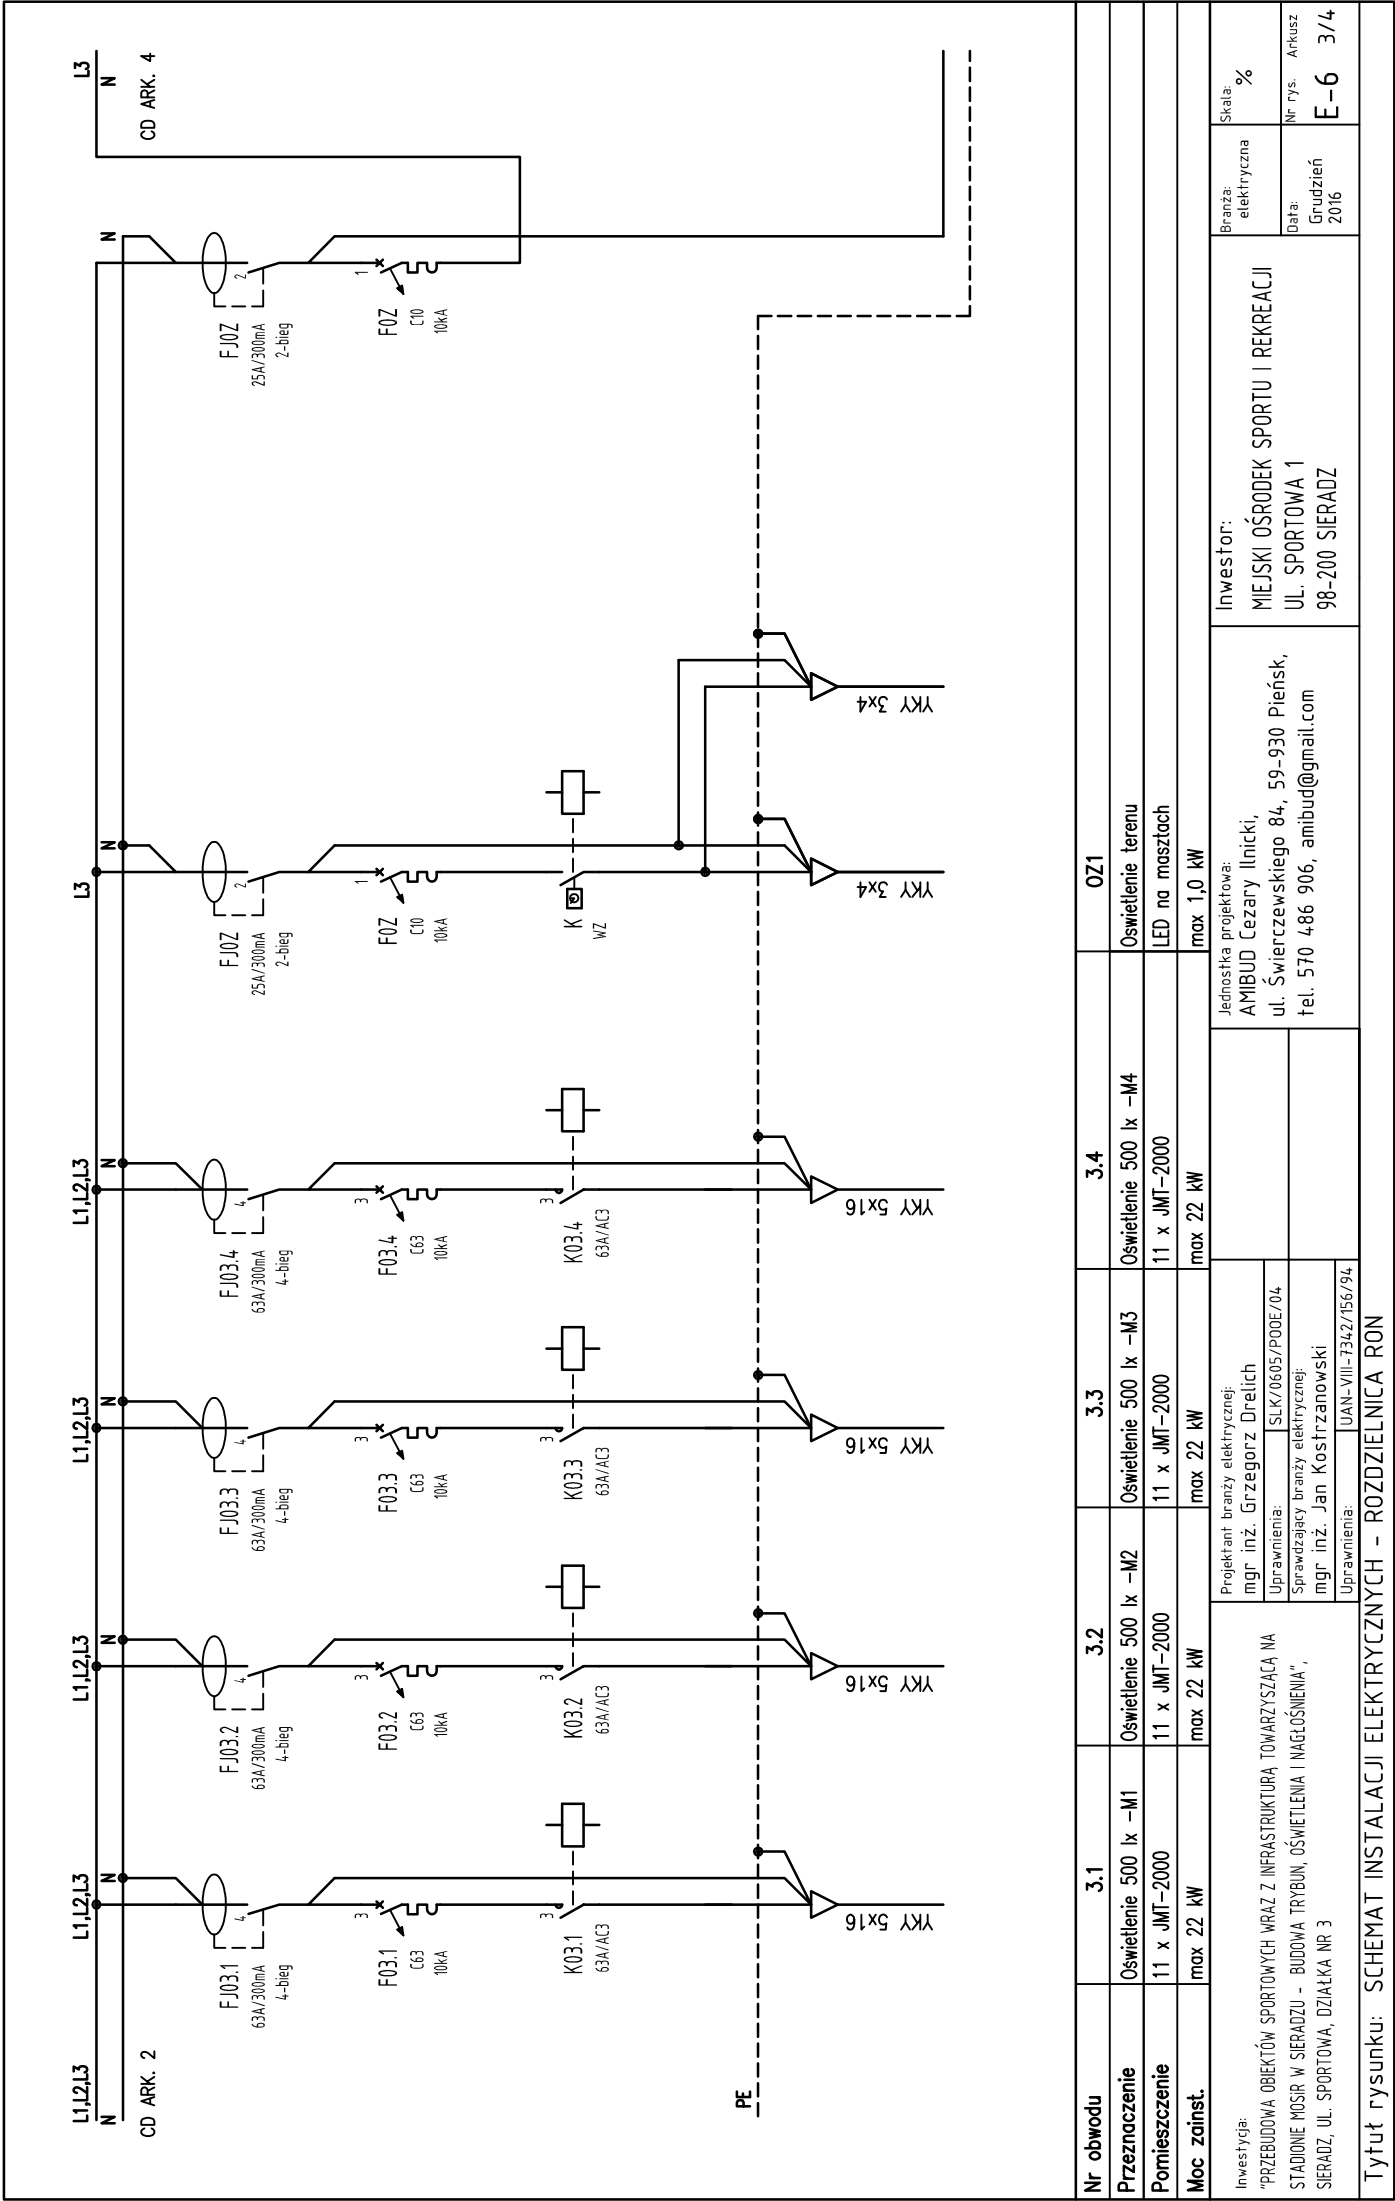 L1,L2,L3
N
CD ARK. 2
L1,L2,L3
N
L1,L2,L3
N
L1,L2,L3
N
L1,L2,L3
N
L3
N
N
L3
N
CD ARK. 4
FJ03.1
63A/300mA
4-bieg
4
FJ03.2
63A/300mA
4-bieg
4
FJ03.3
63A/300mA
4-bieg
4
FJ03.4
63A/300mA
4-bieg
4
FJOZ
25A/300mA
2-bieg
2
FJOZ
25A/300mA
2-bieg
2
F03.1
C63
10kA
3
F03.2
C63
10kA
3
F03.3
C63
10kA
3
F03.4
C63
10kA
3
FOZ
C10
10kA
1
FOZ
C10
10kA
1
K03.1
63A/AC3
3
K03.2
63A/AC3
3
K03.3
63A/AC3
3
K03.4
63A/AC3
3
K
WZ
PE
YKY 5x16
YKY 5x16
YKY 5x16
YKY 5x16
YKY 3x4
YKY 3x4
Nr obwodu 3.1 3.2 3.3 3.4 OZ1
Przeznaczenie Oświetlenie 500 lx -M1 Oświetlenie 500 lx -M2 Oświetlenie 500 lx -M3 Oświetlenie 500 lx -M4 Oświetlenie terenu
Pomieszczenie 11 x JMT-2000 11 x JMT-2000 11 x JMT-2000 11 x JMT-2000 LED na masztach
Moc zainst. max 22 kW max 22 kW max 22 kW max 22 kW max 1,0 kW
Inwestycja:
"PRZEBUDOWA OBIEKTÓW SPORTOWYCH WRAZ Z INFRASTRUKTURĄ TOWARZYSZĄCĄ NA
STADIONIE MOSIR W SIERADZU - BUDOWA TRYBUN, OŚWIETLENIA I NAGŁOŚNIENIA",
SIERADZ, UL. SPORTOWA, DZIAŁKA NR 3
Projektant branży elektrycznej:
mgr inż. Grzegorz Drelich
Uprawnienia: SLK/0605/POOE/04
Sprawdzający branży elektrycznej:
mgr inż. Jan Kostrzanowski
Uprawnienia: UAN-VIII-7342/156/94
Jednostka projektowa:
AMIBUD Cezary Ilnicki,
ul. Świerczewskiego 84, 59-930 Pieńsk,
tel. 570 486 906, amibud@gmail.com
Inwestor:
MIEJSKI OŚRODEK SPORTU I REKREACJI
UL. SPORTOWA 1
98-200 SIERADZ
Branża:
elektryczna
Skala:
%
Data:
Grudzień
2016
Nr rys. Arkusz
E-6 3/4
Tytuł rysunku: SCHEMAT INSTALACJI ELEKTRYCZNYCH - ROZDZIELNICA RON